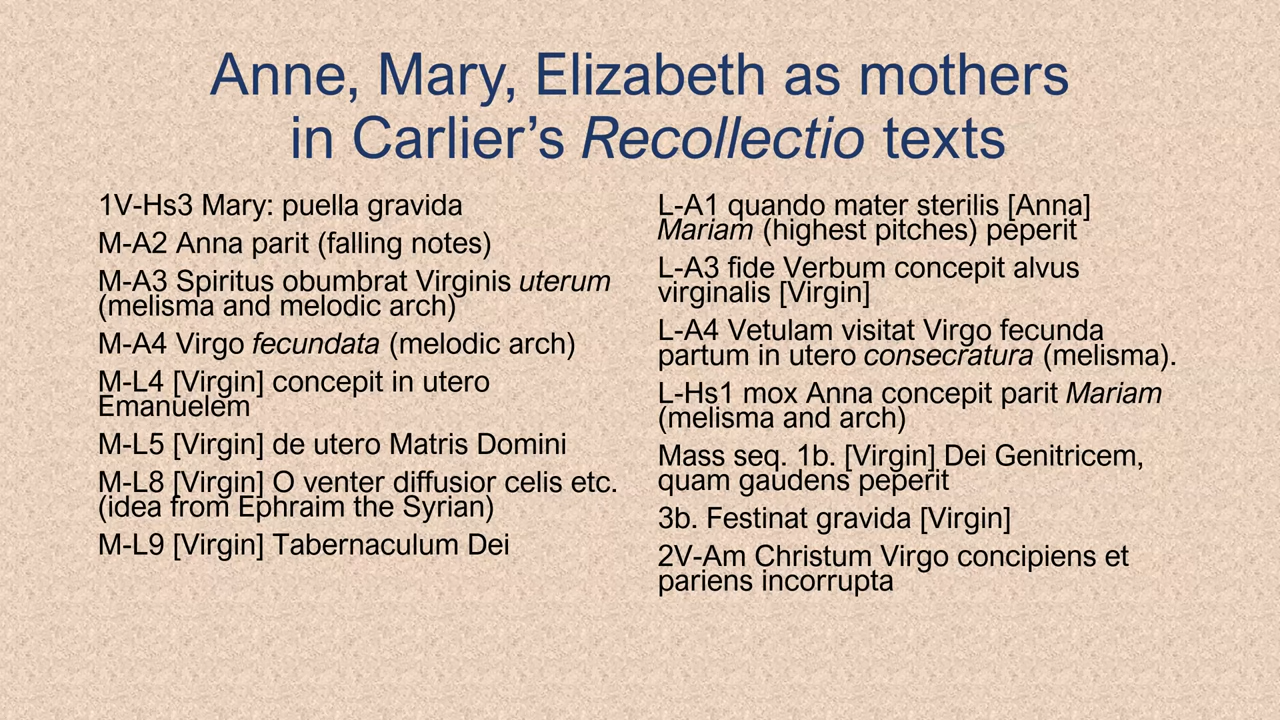 Anne, Mary, Elizabeth as mothers
in Carlier’s Recollectio texts
1V-Hs3 Mary: puella gravida
M-A2 Anna parit (falling notes)
M-A3 Spiritus obumbrat Virginis uterum
(melisma and melodic arch)
M-A4 Virgo fecundata (melodic arch)
M-L4 [Virgin] concepit in utero
Emanuelem
M-L5 [Virgin] de utero Matris Domini
M-L8 [Virgin] O venter diffusior celis etc.
(idea from Ephraim the Syrian)
M-L9 [Virgin] Tabernaculum Dei
L-A1 quando mater sterilis [Anna]
Mariam (highest pitches) peperit
L-A3 fide Verbum concepit alvus
virginalis [Virgin]
L-A4 Vetulam visitat Virgo fecunda
partum in utero consecratura (melisma).
L-Hs1 mox Anna concepit parit Mariam
(melisma and arch)
Mass seq. 1b. [Virgin] Dei Genitricem,
quam gaudens peperit
3b. Festinat gravida [Virgin]
2V-Am Christum Virgo concipiens et
pariens incorrupta